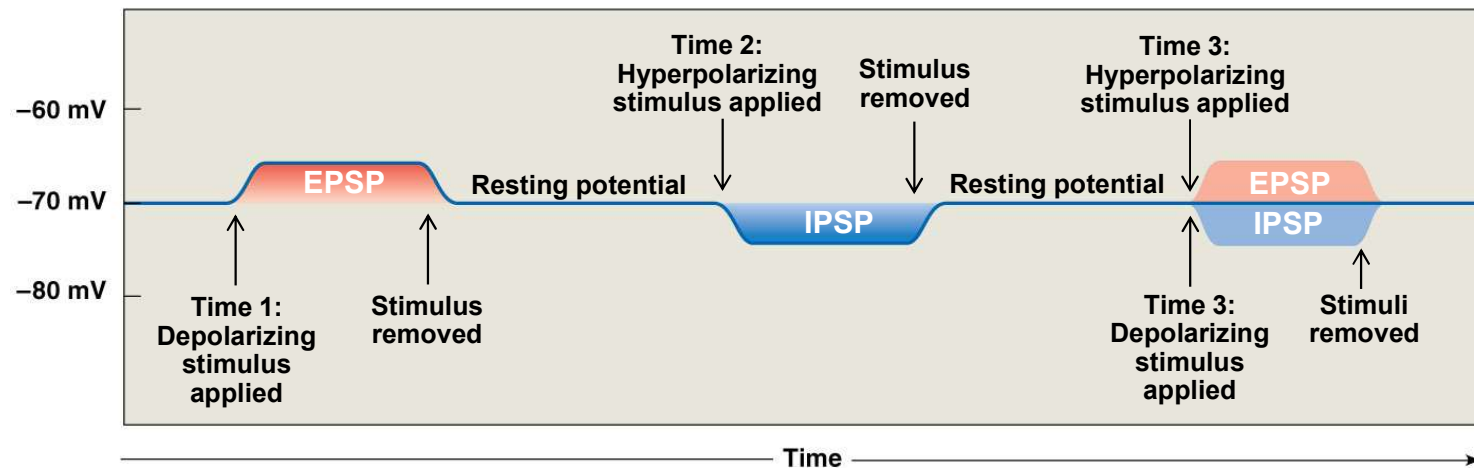 Time 2:
Hyperpolarizing
stimulus applied
Stimulus
removed
Time 3:
Hyperpolarizing
stimulus applied
–60 mV
–70 mV
–80 mV
EPSP
Resting potential
IPSP
Resting potential
EPSP
IPSP
Time 1:
Depolarizing
stimulus
applied
Stimulus
removed
Time 3:
Depolarizing
stimulus
applied
Stimuli
removed
Time